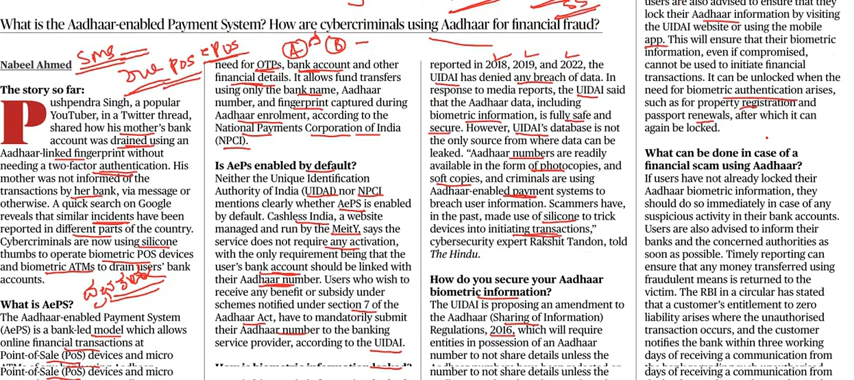 What is the Aadhaar-enabled Payment System? How are cybercriminals using Aadhaar for financial fraud?
Nabeel Ahmed
The story so far:
Pushpendra Singh, a popular
YouTuber, in a Twitter thread,
shared how his mother's bank
account was drained using an
Aadhaar-linked fingerprint without
needing a two-factor authentication. His
mother was not informed of the
transactions by her bank, via message or
otherwise. A quick search on Google
reveals that similar incidents have been
reported in different parts of the country.
Cybercriminals are now using silicon
thumbs to operate biometric POS devices
and biometric ATMs to drain users' bank
accounts.
What is AePS?
The Aadhaar-enabled Payment System
(AePS) is a bank-led model which allows
online financial transactions at
Point-of-Sale (PoS) devices and micro
Point-of-Sale (PoS) devices and micro
SMS
POS
ePOS
A
B
need for OTPs, bank account and other
financial details. It allows fund transfers
using only the bank name, Aadhaar
number, and fingerprint captured during
Aadhaar enrolment, according to the
National Payments Corporation of India
(NPCI).
Is AePS enabled by default?
Neither the Unique Identification
Authority of India (UIDAI) nor NPCI
mentions clearly whether AePS is enabled
by default. Cashless India, a website
managed and run by the MeitY, says the
service does not require any activation,
with the only requirement being that the
user's bank account should be linked with
their Aadhaar number. Users who wish to
receive any benefit or subsidy under
schemes notified under section 7 of the
Aadhaar Act, have to mandatorily submit
their Aadhaar number to the banking
service provider, according to the UIDAI.
reported in 2018, 2019, and 2022, the
UIDAI has denied any breach of data. In
response to media reports, the UIDAI said
that the Aadhaar data, including
biometric information, is fully safe and
secure. However, UIDAI's database is not
the only source from where data can be
leaked. "Aadhaar numbers are readily
available in the form of photocopies, and
soft copies, and criminals are using
Aadhaar-enabled payment systems to
breach user information. Scammers have,
in the past, made use of silicone to trick
devices into initiating transactions,"
cybersecurity expert Rakshit Tandon, told
The Hindu.
How do you secure your Aadhaar
biometric information?
The UIDAI is proposing an amendment to
the Aadhaar (Sharing of Information)
Regulations, 2016, which will require
entities in possession of an Aadhaar
number to not share details unless the
number to not share details unless the
users are also advised to ensure that they
lock their Aadhaar information by visiting
the UIDAI website or using the mobile
app. This will ensure that their biometric
information, even if compromised,
cannot be used to initiate financial
transactions. It can be unlocked when the
need for biometric authentication arises,
such as for property registration and
passport renewals, after which it can
again be locked.
What can be done in case of a
financial scam using Aadhaar?
If users have not already locked their
Aadhaar biometric information, they
should do so immediately in case of any
suspicious activity in their bank accounts.
Users are also advised to inform their
banks and the concerned authorities as
soon as possible. Timely reporting can
ensure that any money transferred using
fraudulent means is returned to the
victim. The RBI in a circular has stated
that a customer's entitlement to zero
liability arises where the unauthorised
transaction occurs, and the customer
notifies the bank within three working
days of receiving a communication from
days of receiving a communication from